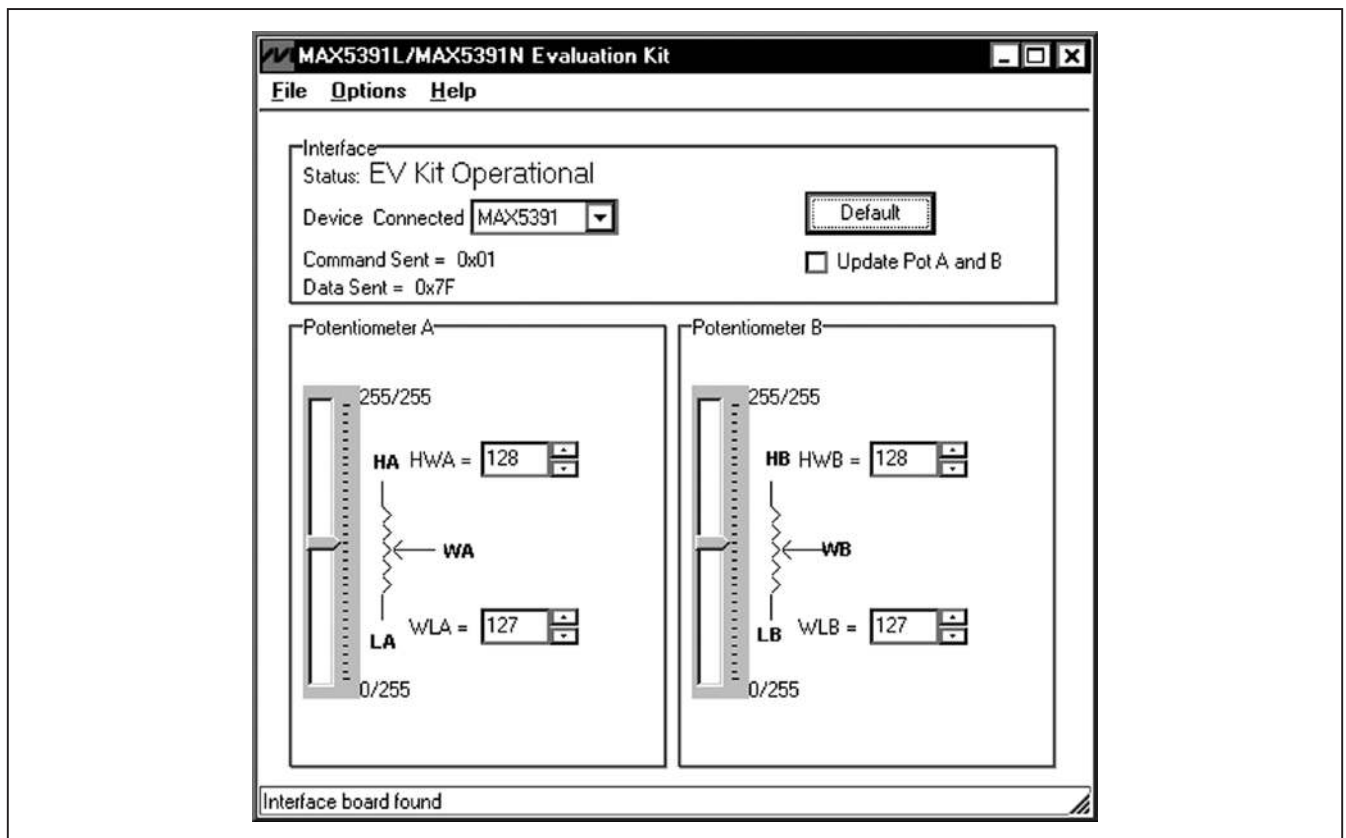 MAX5391L/MAX5391N Evaluation Kit
File Options Help
Interface
Status: EV Kit Operational
Device Connected MAX5391
Default
Command Sent = 0x01
Update Pot A and B
Data Sent = 0x7F
Potentiometer A
255/255
HA HWA = 128
WA
WLA = 127
LA
0/255
Potentiometer B
255/255
HB HWB = 128
WB
WLB = 127
LB
0/255
Interface board found